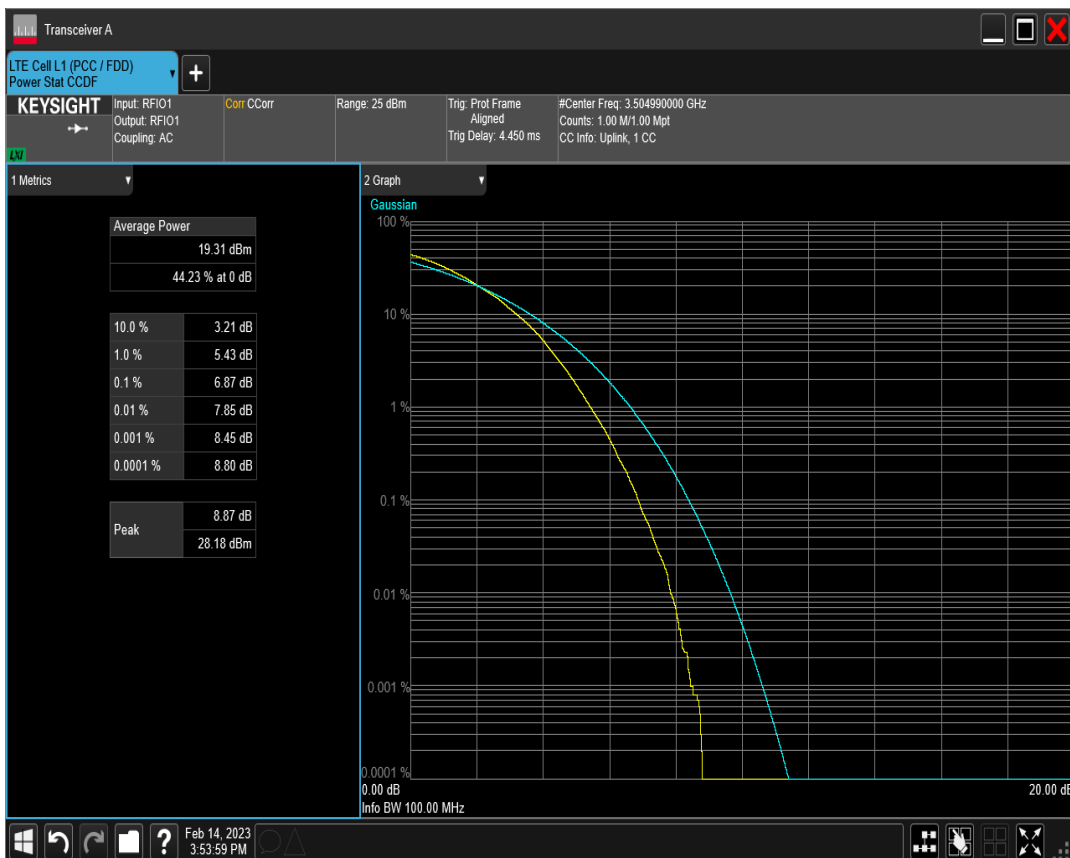 Transceiver A
LTE Cell L1 (PCC / FDD)
Power Stat CCDF
KEYSIGHT
LXI
Input: RFIO1
Output: RFIO1
Coupling: AC
Corr CCorr
Range: 25 dBm
Trig: Prot Frame
Aligned
Trig Delay: 4.450 ms
#Center Freq: 3.504990000 GHz
Counts: 1.00 M/1.00 Mpt
CC Info: Uplink, 1 CC
1 Metrics
Average Power
19.31 dBm
44.23 % at 0 dB
10.0 % 3.21 dB
1.0 % 5.43 dB
0.1 % 6.87 dB
0.01 % 7.85 dB
0.001 % 8.45 dB
0.0001 % 8.80 dB
Peak 8.87 dB
28.18 dBm
2 Graph
Gaussian
100 %
10 %
1 %
0.1 %
0.01 %
0.001 %
0.0001 %
0.00 dB 20.00 dB
Info BW 100.00 MHz
? Feb 14, 2023
3:53:59 PM